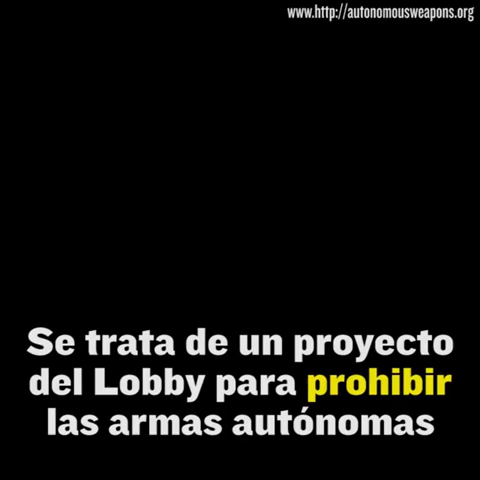 www.http://autonomousweapons.org
Se trata de un proyecto
del Lobby para prohibir
las armas autónomas